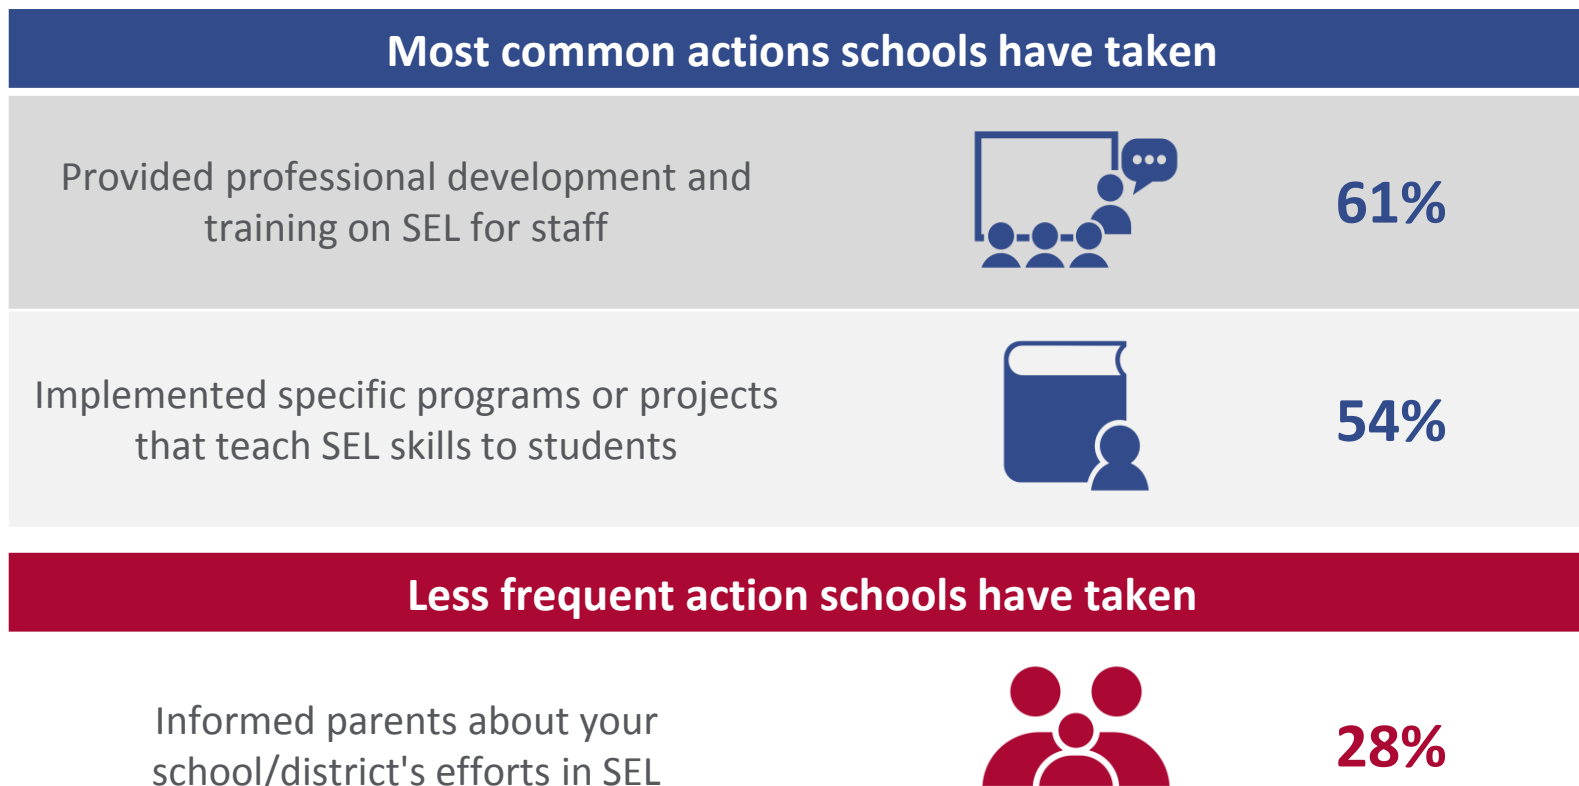 Most common actions schools have taken
Provided professional development and
training on SEL for staff
61%
Implemented specific programs or projects
that teach SEL skills to students
54%
Less frequent action schools have taken
Informed parents about your
school/district's efforts in SEL
28%